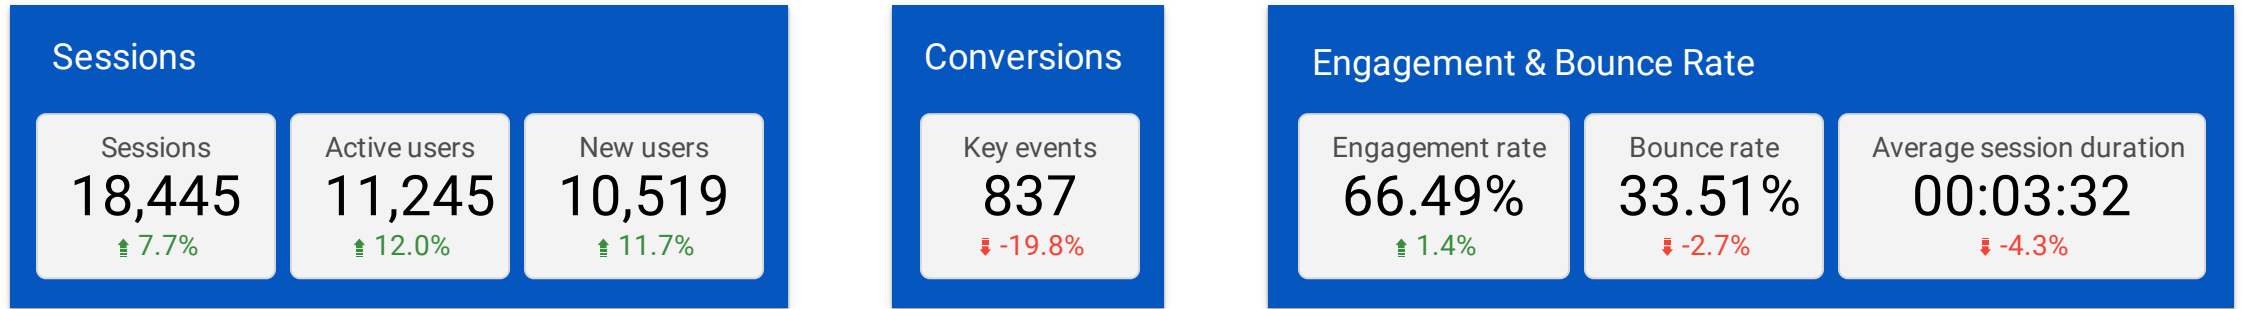 Sessions
Sessions
18,445
7.7%
Active users
11,245
12.0%
New users
10,519
11.7%
Conversions
Key events
837
-19.8%
Engagement & Bounce Rate
Engagement rate
66.49%
1.4%
Bounce rate
33.51%
-2.7%
Average session duration
00:03:32
-4.3%